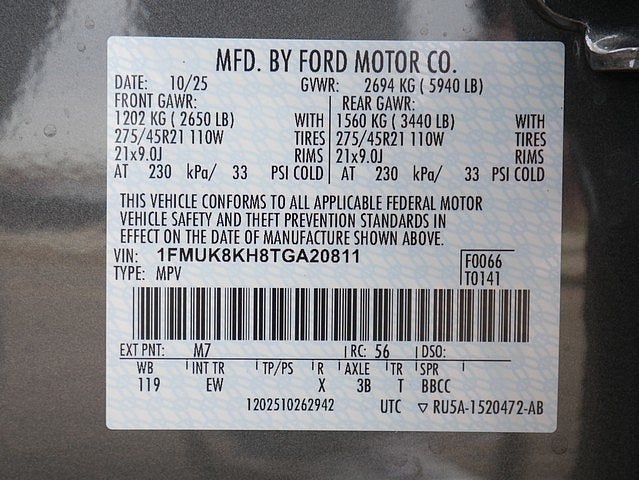 MFD. BY FORD MOTOR CO.
DATE: 10/25 GVWR: 2694 KG ( 5940 LB)
FRONT GAWR: REAR GAWR:
1202 KG ( 2650 LB) WITH 1560 KG ( 3440 LB) WITH
275/45R21 110W TIRES 275/45R21 110W TIRES
21x9.0J RIMS 21x9.0J RIMS
AT 230 kPa/ 33 PSI COLD AT 230 kPa/ 33 PSI COLD
THIS VEHICLE CONFORMS TO ALL APPLICABLE FEDERAL MOTOR
VEHICLE SAFETY AND THEFT PREVENTION STANDARDS IN
EFFECT ON THE DATE OF MANUFACTURE SHOWN ABOVE.
VIN: 1FMUK8KH8TGA20811 F0066
TYPE: MPV T0141
EXT PNT: M7 RC: 56 DSO:
WB INT TR TP/PS R AXLE TR SPR
119 EW X 3B T BBCC
1202510262942 UTC ▽ RU5A-1520472-AB